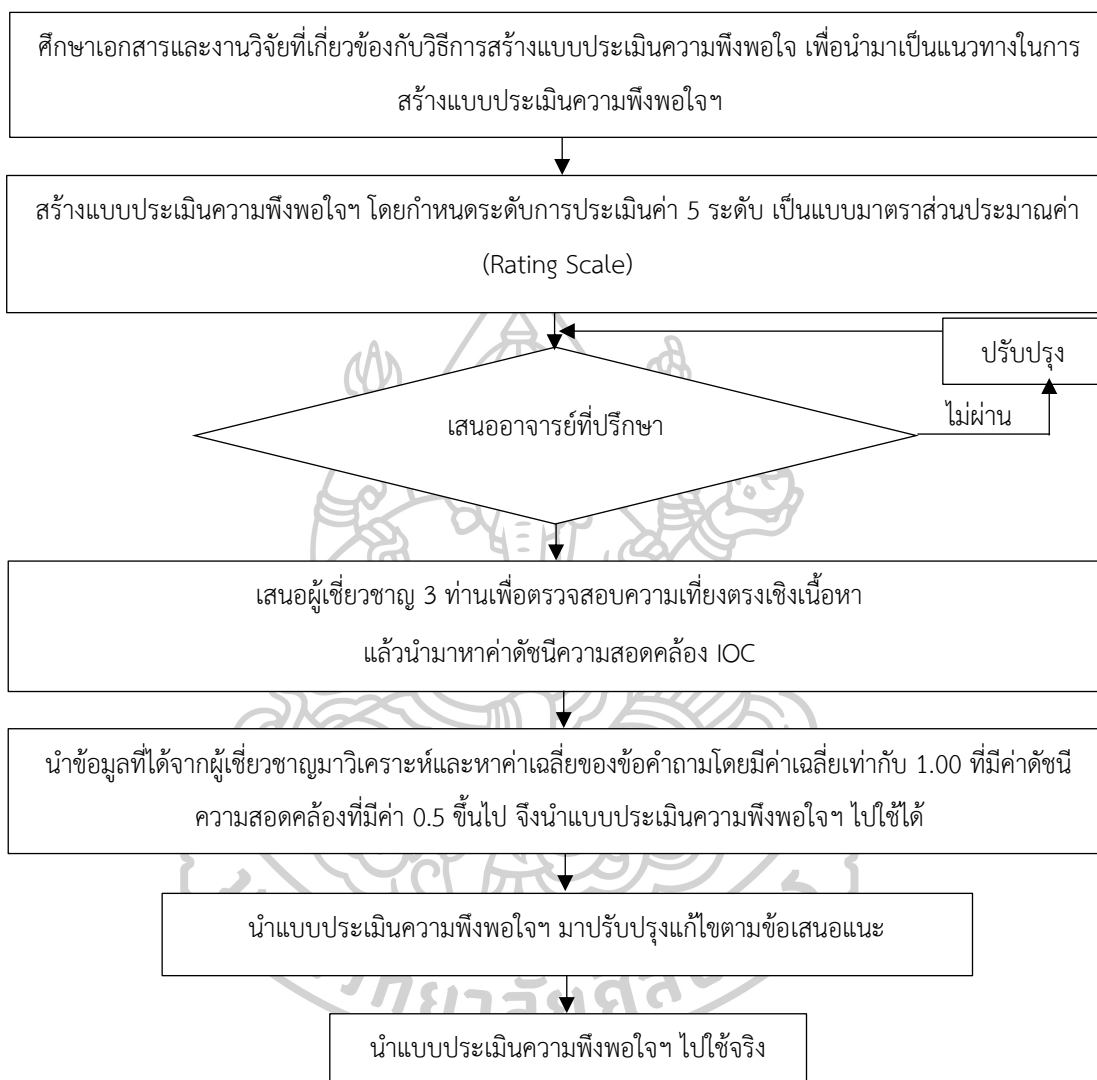 ศึกษาเอกสารและงานวิจัยที่เกี่ยวข้องกับวิธีการสร้างแบบประเมินความพึงพอใจ เพื่อนำมาเป็นแนวทางในการ
สร้างแบบประเมินความพึงพอใจฯ
สร้างแบบประเมินความพึงพอใจฯ โดยกำหนดระดับการประเมินค่า 5 ระดับ เป็นแบบมาตราส่วนประมาณค่า
(Rating Scale)
ปรับปรุง
เสนออาจารย์ที่ปรึกษา
ไม่ผ่าน
เสนอผู้เชี่ยวชาญ 3 ท่านเพื่อตรวจสอบความเที่ยงตรงเชิงเนื้อหา
แล้วนำมาหาค่าดัชนีความสอดคล้อง IOC
นำข้อมูลที่ได้จากผู้เชี่ยวชาญมาวิเคราะห์และหาค่าเฉลี่ยของข้อคำถามโดยมีค่าเฉลี่ยเท่ากับ 1.00 ที่มีค่าดัชนี
ความสอดคล้องที่มีค่า 0.5 ขึ้นไป จึงนำแบบประเมินความพึงพอใจฯ ไปใช้ได้
นำแบบประเมินความพึงพอใจฯ มาปรับปรุงแก้ไขตามข้อเสนอแนะ
นำแบบประเมินความพึงพอใจฯ ไปใช้จริง